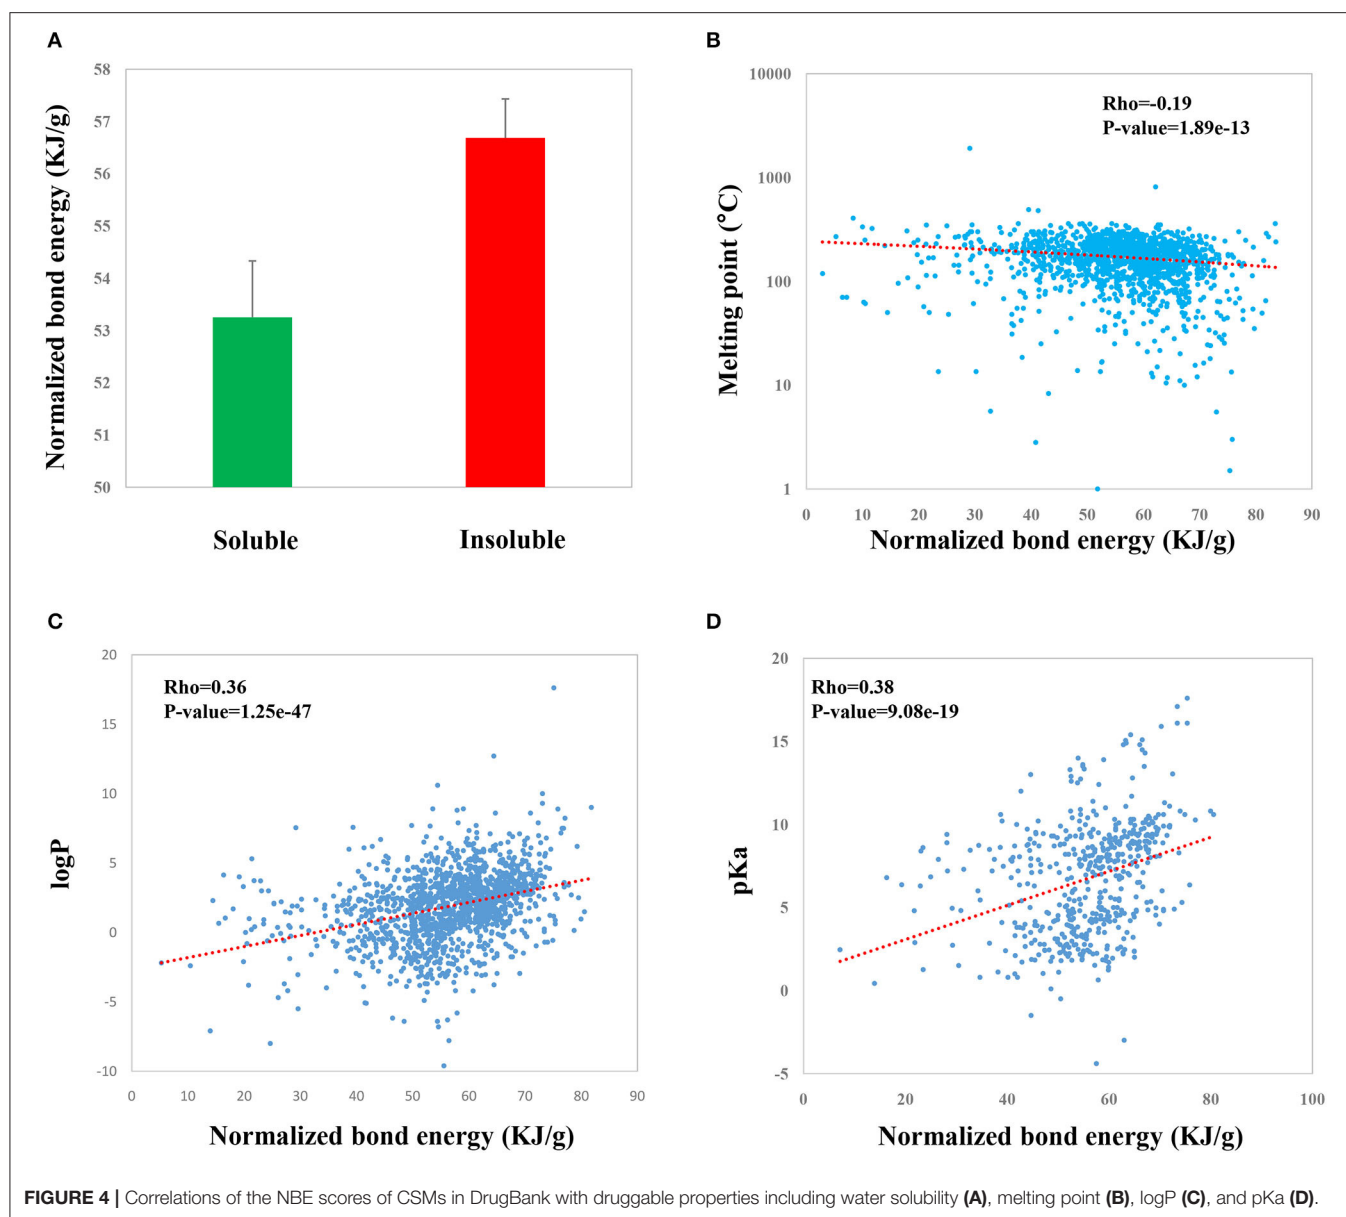 A
Normalized bond energy (KJ/g)
58
57
56
55
54
53
52
51
50
Soluble
Insoluble
B
Melting point (°C)
10000
1000
100
10
1
Rho=-0.19
P-value=1.89e-13
0 10 20 30 40 50 60 70 80 90
Normalized bond energy (KJ/g)
C
logP
20
15
10
5
0
-5
-10
Rho=0.36
P-value=1.25e-47
0 10 20 30 40 50 60 70 80 90
Normalized bond energy (KJ/g)
D
pKa
20
15
10
5
0
-5
Rho=0.38
P-value=9.08e-19
0 20 40 60 80 100
Normalized bond energy (KJ/g)
FIGURE 4 | Correlations of the NBE scores of CSMs in DrugBank with druggable properties including water solubility (A), melting point (B), logP (C), and pKa (D).